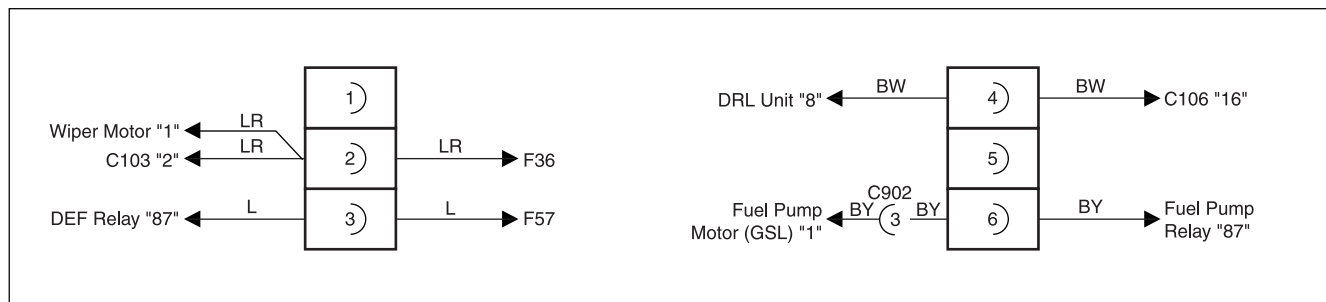 1
Wiper Motor "1" LR
C103 "2" LR 2 LR F36
DEF Relay "87" L 3 L F57
DRL Unit "8" BW 4 BW C106 "16"
5
C902
Fuel Pump
Motor (GSL) "1" BY 3 BY 6 BY Fuel Pump
Relay "87"